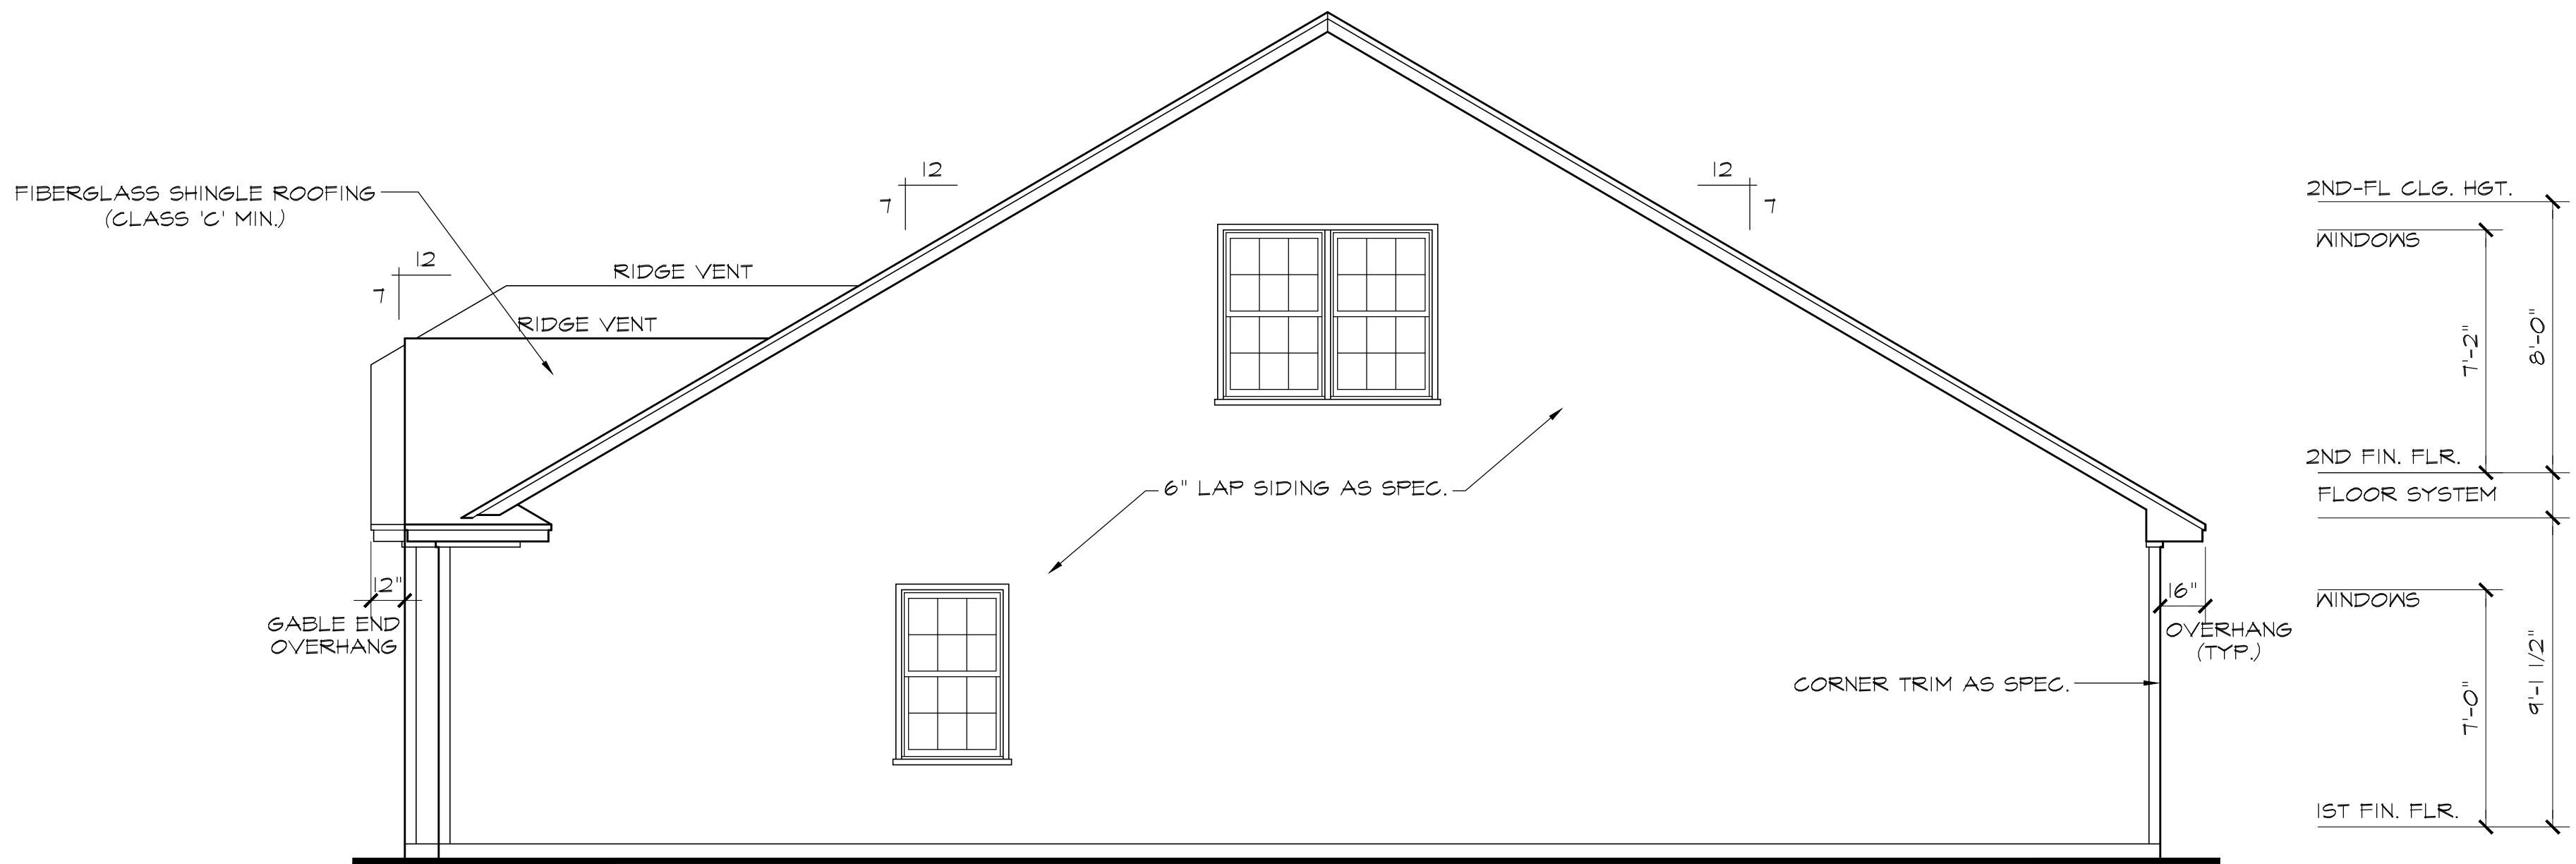 FIBERGLASS SHINGLE ROOFING
(CLASS 'C' MIN.)
12
7
12
7
12
7
RIDGE VENT
RIDGE VENT
6" LAP SIDING AS SPEC.
12"
GABLE END
OVERHANG
16"
OVERHANG
(TYP.)
CORNER TRIM AS SPEC.
2ND-FL CLG. HGT.
WINDOWS
7'-2"
8'-0"
2ND FIN. FLR.
FLOOR SYSTEM
WINDOWS
7'-0"
9'-1 1/2"
1ST FIN. FLR.